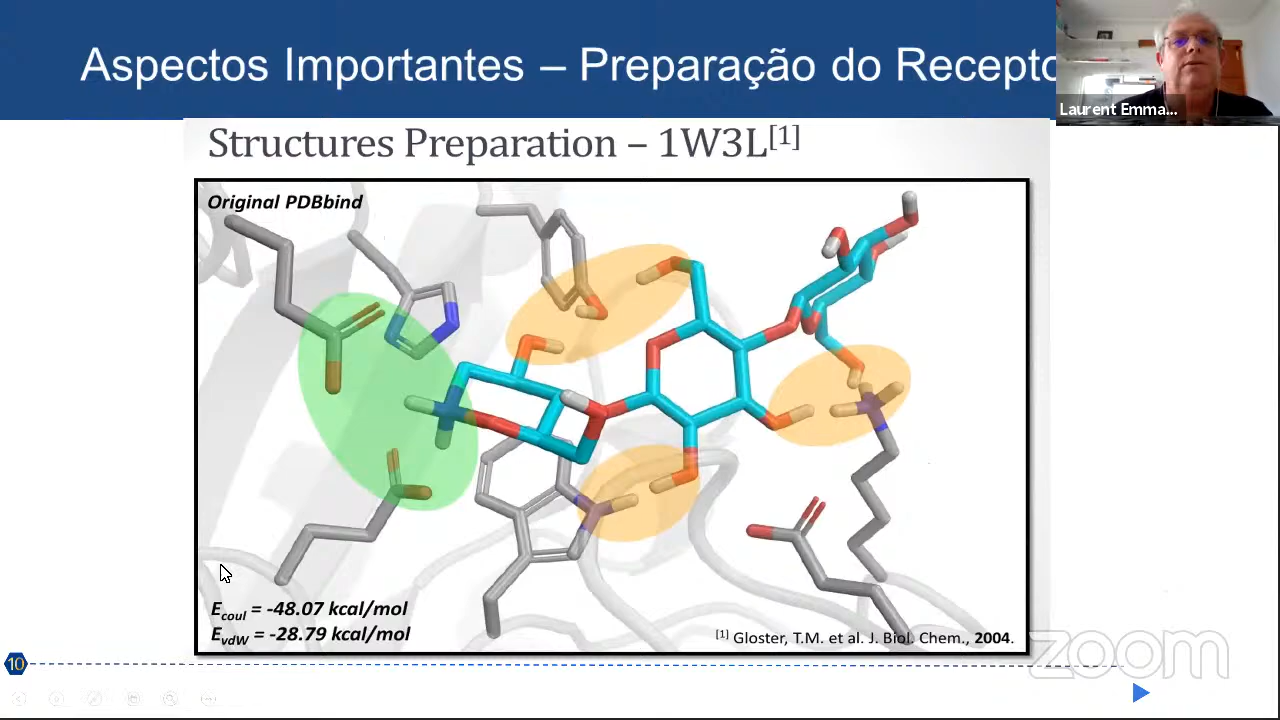 Aspectos Importantes – Preparação do Recepto
Laurent Emma...
Structures Preparation – 1W3L[1]
Original PDBbind
Ecoul = -48.07 kcal/mol
EvdW = -28.79 kcal/mol
[1] Gloster, T.M. et al. J. Biol. Chem., 2004.
10
zoom